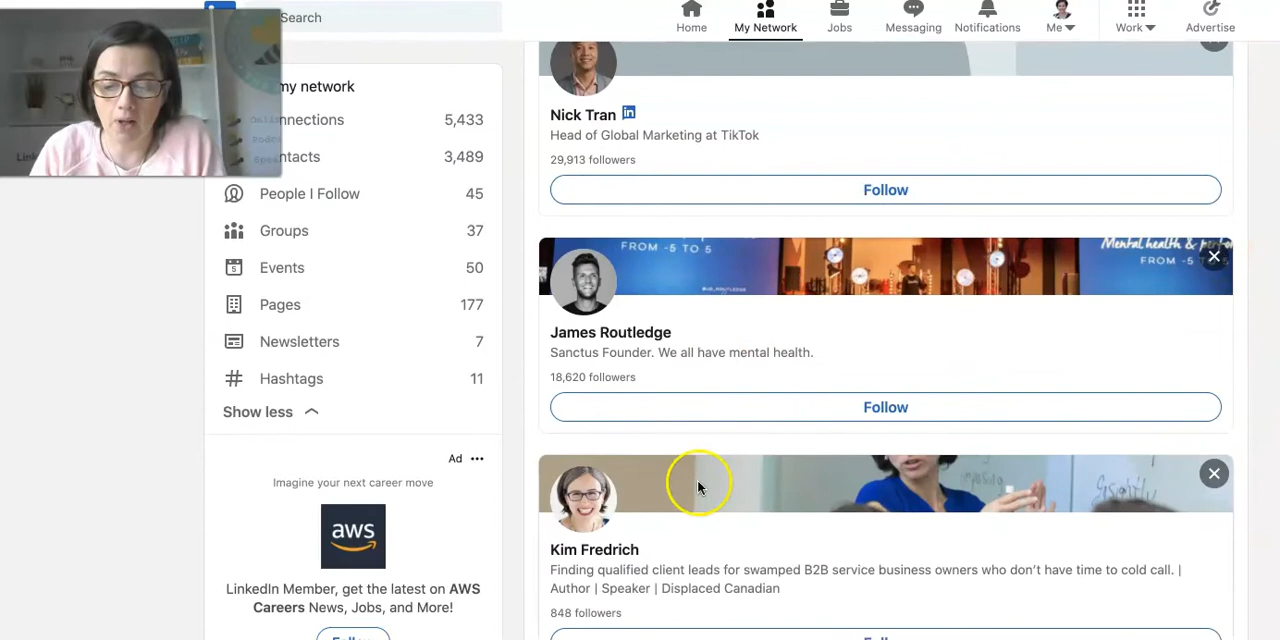 Search
Home
My Network
Jobs
Messaging
Notifications
Me
Work
Advertise
my network
nnections 5,433
ntacts 3,489
People I Follow 45
Groups 37
Events 50
Pages 177
Newsletters 7
Hashtags 11
Show less
Ad
Imagine your next career move
aws
LinkedIn Member, get the latest on AWS
Careers News, Jobs, and More!
Nick Tran in
Head of Global Marketing at TikTok
29,913 followers
Follow
FROM -5 TO 5
Mental health &
FROM -5
James Routledge
Sanctus Founder. We all have mental health.
18,620 followers
Follow
Kim Fredrich
Finding qualified client leads for swamped B2B service business owners who don't have time to cold call. |
Author | Speaker | Displaced Canadian
848 followers